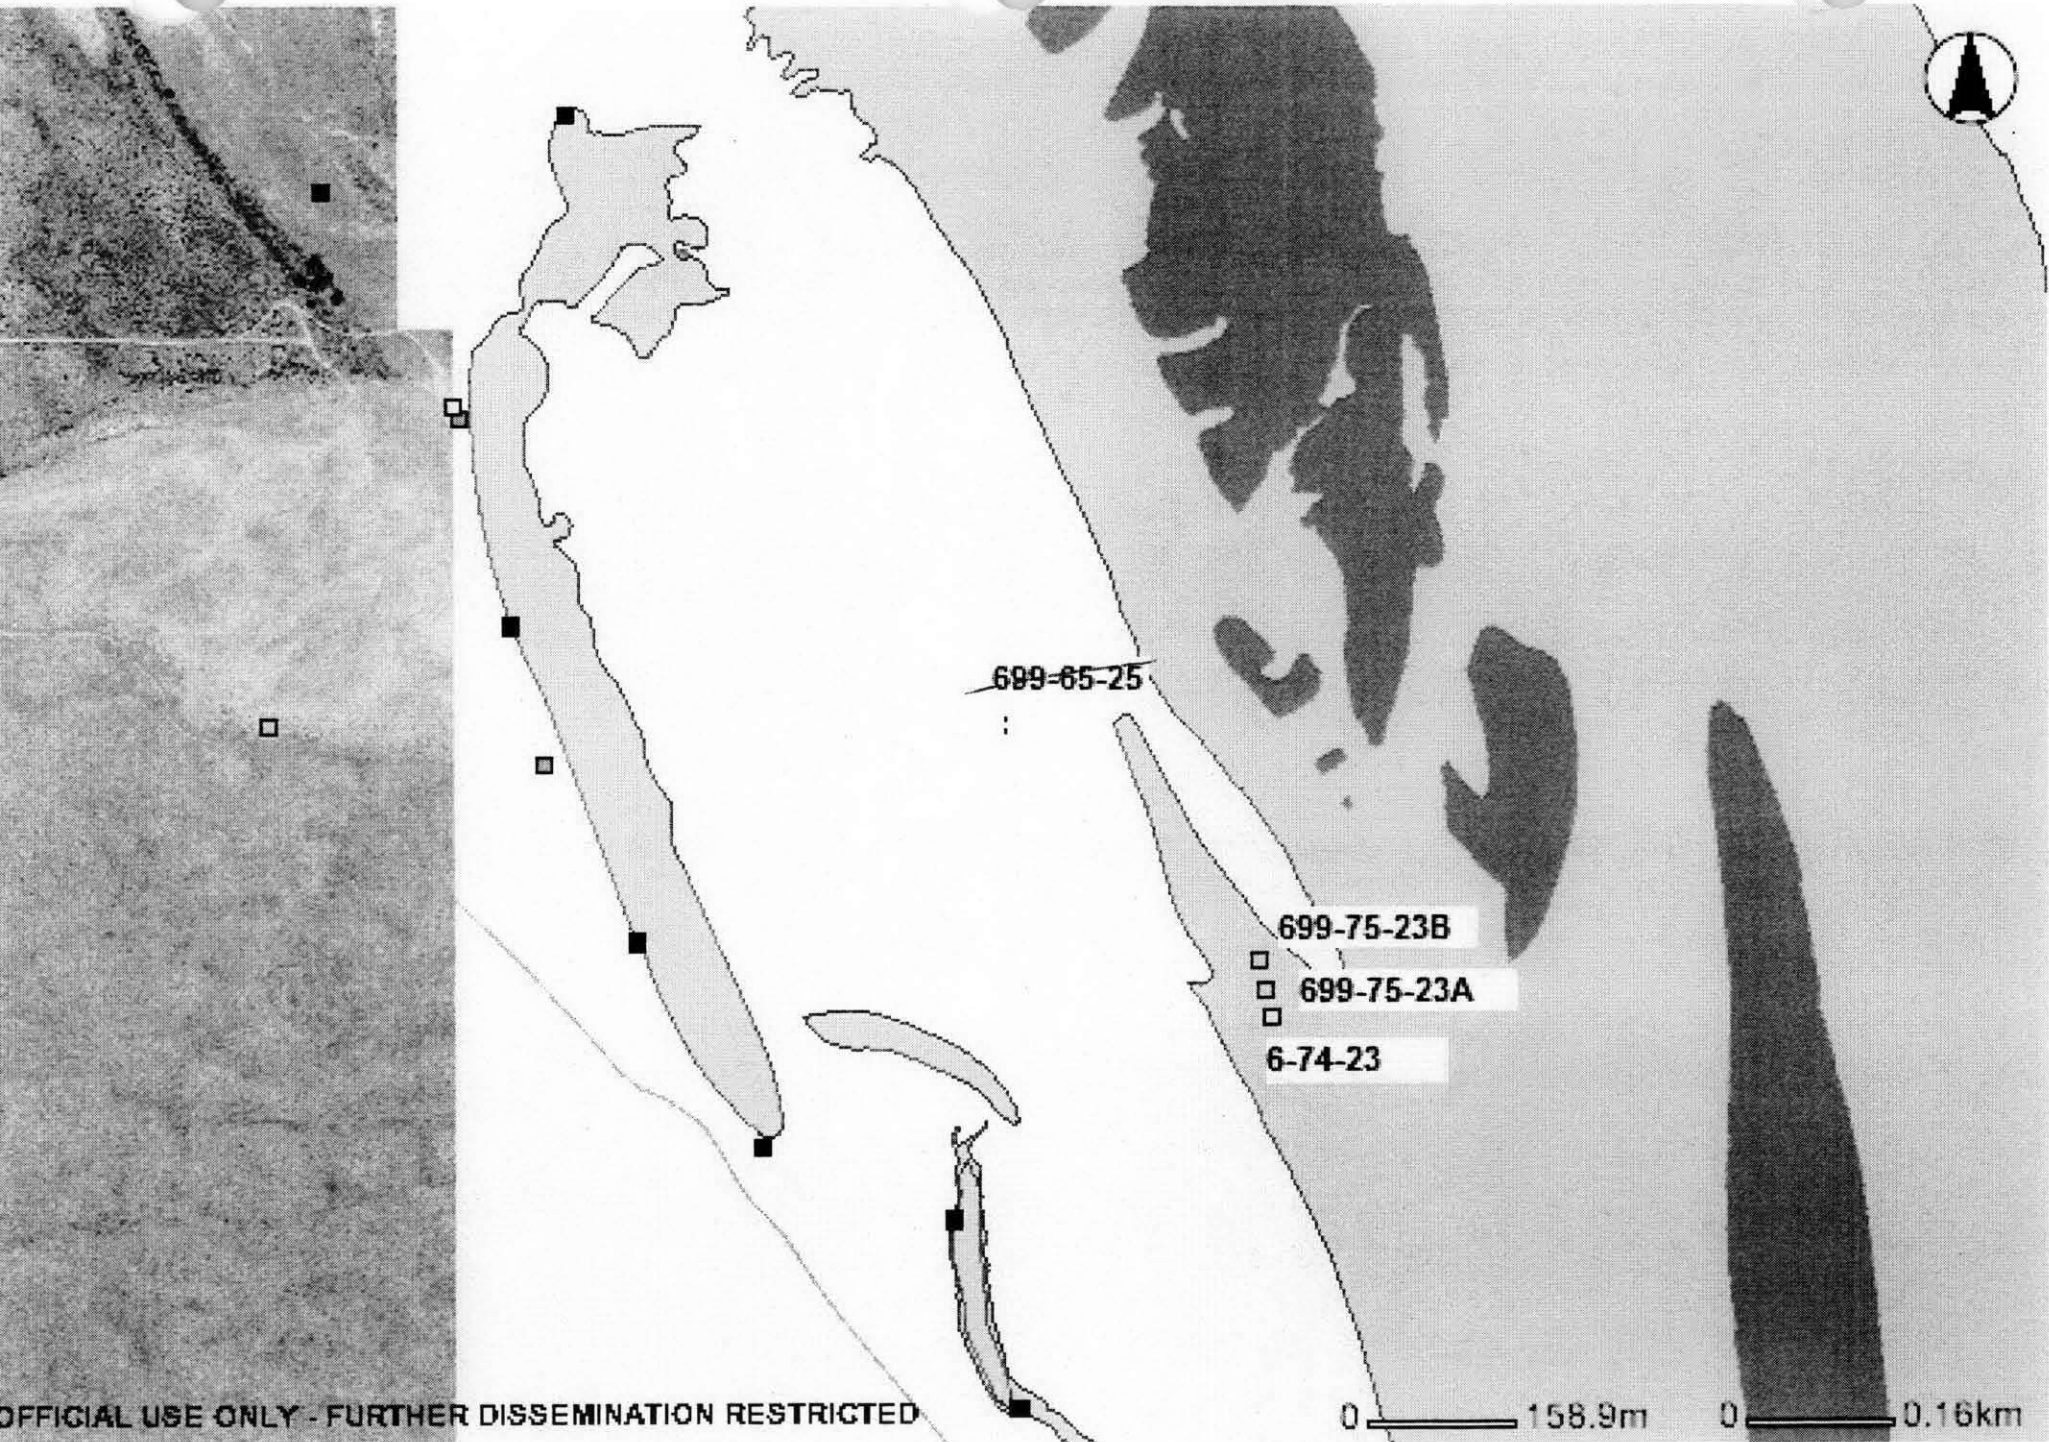 699-65-25
699-75-23B
699-75-23A
6-74-23
OFFICIAL USE ONLY - FURTHER DISSEMINATION RESTRICTED
0 158.9m 0 0.16km